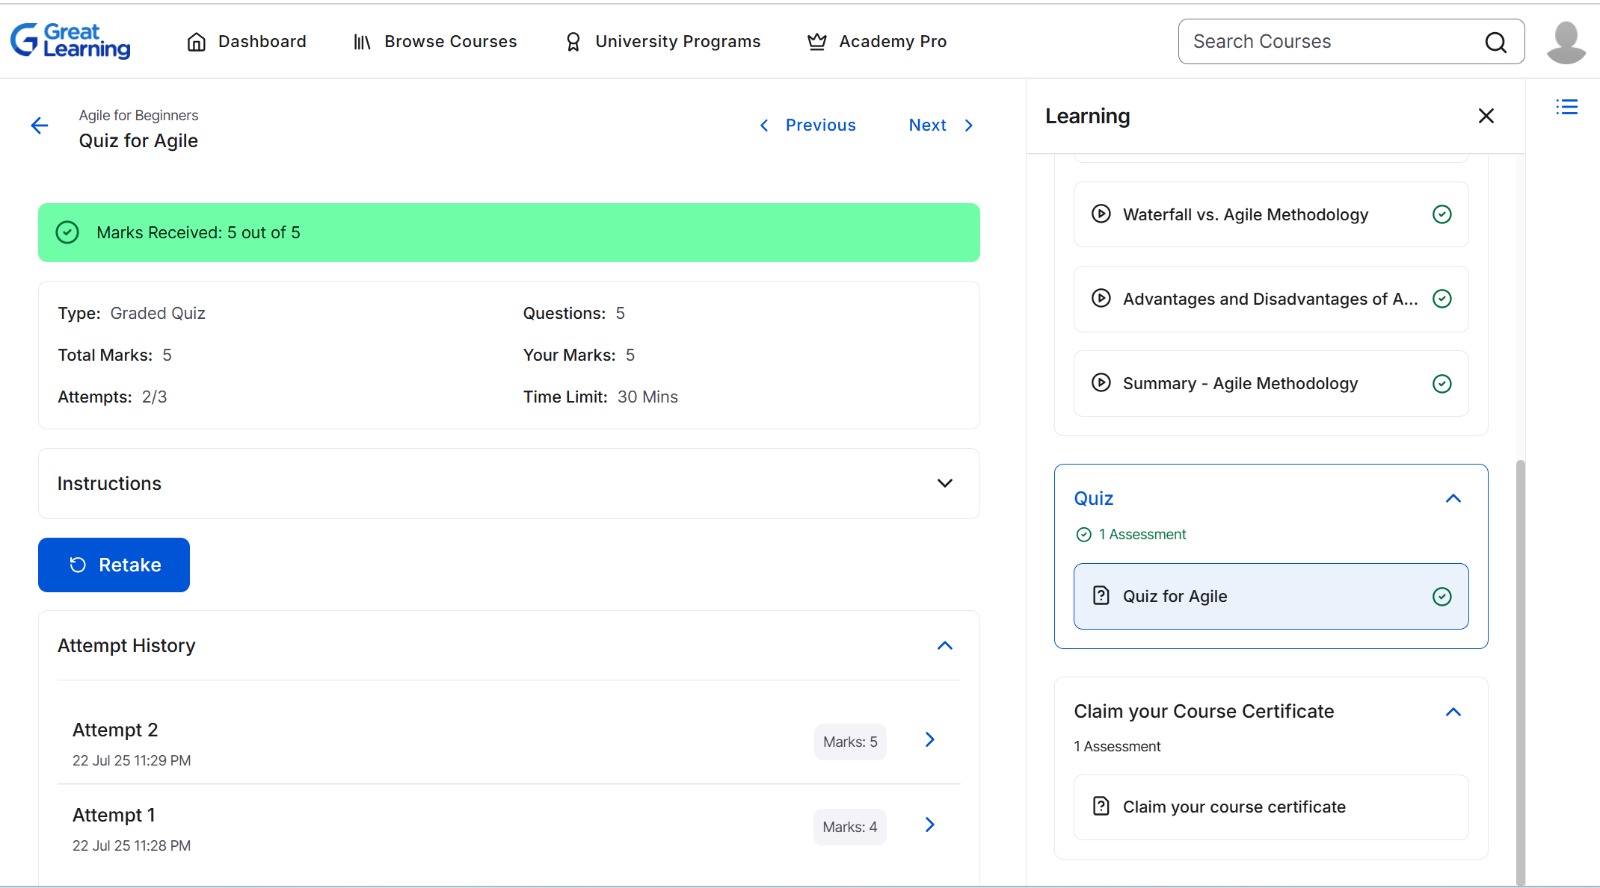 Great Learning
Dashboard
Browse Courses
University Programs
Academy Pro
Search Courses
Agile for Beginners
Quiz for Agile
Previous
Next
Marks Received: 5 out of 5
Type: Graded Quiz
Questions: 5
Total Marks: 5
Your Marks: 5
Attempts: 2/3
Time Limit: 30 Mins
Instructions
Retake
Attempt History
Attempt 2
22 Jul 25 11:29 PM
Marks: 5
Attempt 1
22 Jul 25 11:28 PM
Marks: 4
Learning
Waterfall vs. Agile Methodology
Advantages and Disadvantages of A...
Summary - Agile Methodology
Quiz
1 Assessment
Quiz for Agile
Claim your Course Certificate
1 Assessment
Claim your course certificate